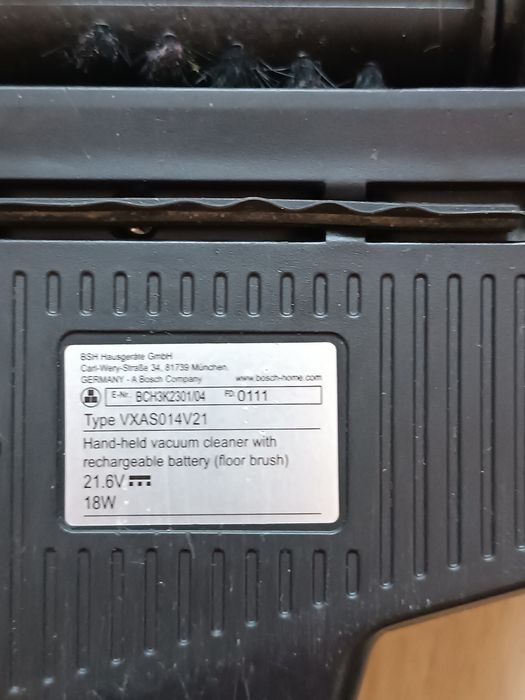 BSH Hausgeräte GmbH
Carl-Wery-Straße 34, 81739 München,
GERMANY - A Bosch Company www.bosch-home.com
E-Nr.: BCH3K2301/04 FD: 0111
Type VXAS014V21
Hand-held vacuum cleaner with
rechargeable battery (floor brush)
21.6V
18W